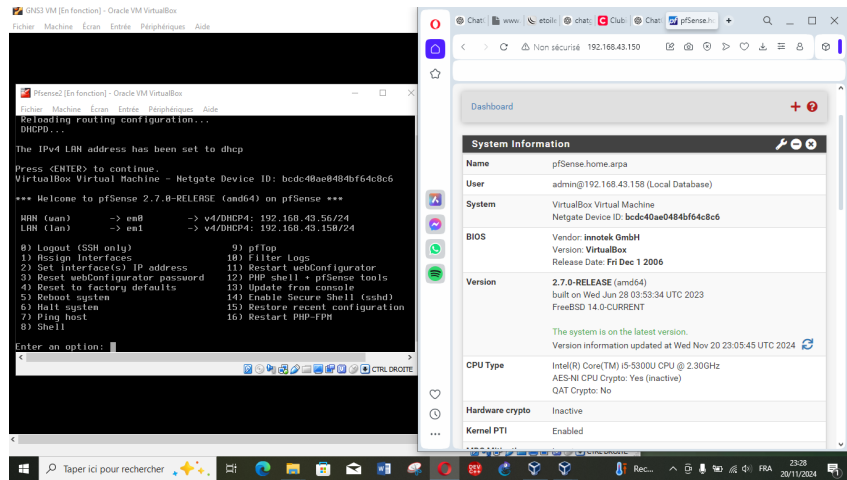 GNS3 VM [En fonction] - Oracle VM VirtualBox
Fichier Machine Écran Entrée Périphériques Aide
Pfsense2 [En fonction] - Oracle VM VirtualBox
Fichier Machine Écran Entrée Périphériques Aide
Reloading routing configuration...
DHCPD...
The IPv4 LAN address has been set to dhcp
Press <ENTER> to continue.
VirtualBox Virtual Machine - Netgate Device ID: bcdc40ae0484bf64c8c6
*** Welcome to pfSense 2.7.0-RELEASE (amd64) on pfSense ***
WAN (wan) -> em0 -> v4/DHCP4: 192.168.43.56/24
LAN (lan) -> em1 -> v4/DHCP4: 192.168.43.150/24
0) Logout (SSH only) 9) pfTop
1) Assign Interfaces 10) Filter Logs
2) Set interface(s) IP address 11) Restart webConfigurator
3) Reset webConfigurator password 12) PHP shell + pfSense tools
4) Reset to factory defaults 13) Update from console
5) Reboot system 14) Enable Secure Shell (sshd)
6) Halt system 15) Restore recent configuration
7) Ping host 16) Restart PHP-FPM
8) Shell
Enter an option:
CTRL DROITE
Chat www etoile chatg Clubi Chat pfSense.ho
Non sécurisé 192.168.43.150
Dashboard
System Information
Name pfSense.home.arpa
User admin@192.168.43.158 (Local Database)
System VirtualBox Virtual Machine
Netgate Device ID: bcdc40ae0484bf64c8c6
BIOS Vendor: innotek GmbH
Version: VirtualBox
Release Date: Fri Dec 1 2006
Version 2.7.0-RELEASE (amd64)
built on Wed Jun 28 03:53:34 UTC 2023
FreeBSD 14.0-CURRENT
The system is on the latest version.
Version information updated at Wed Nov 20 23:05:45 UTC 2024
CPU Type Intel(R) Core(TM) i5-5300U CPU @ 2.30GHz
AES-NI CPU Crypto: Yes (inactive)
QAT Crypto: No
Hardware crypto Inactive
Kernel PTI Enabled
Taper ici pour rechercher
Rec...
FRA
23:28
20/11/2024